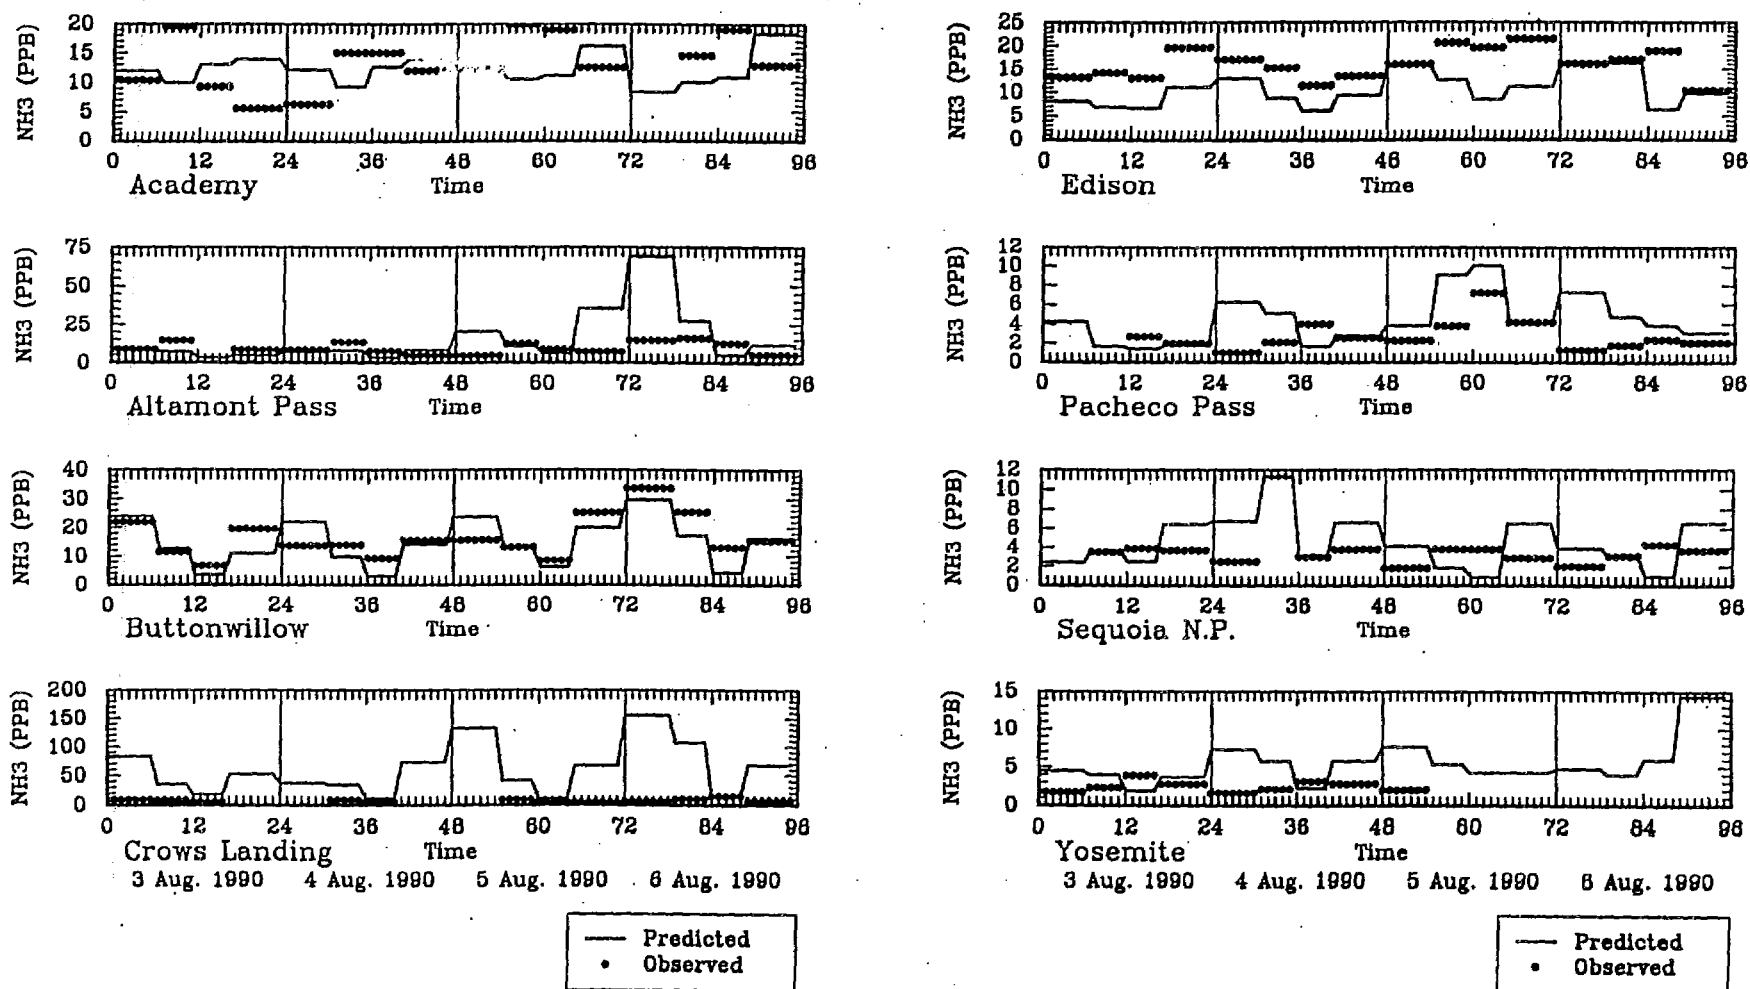 NH3 (PPB)
20
15
10
5
0
0 12 24 36 48 60 72 84 96
Academy Time
NH3 (PPB)
75
50
25
0
0 12 24 36 48 60 72 84 96
Altamont Pass Time
NH3 (PPB)
40
30
20
10
0
0 12 24 36 48 60 72 84 96
Buttonwillow Time
NH3 (PPB)
200
150
100
50
0
0 12 24 36 48 60 72 84 96
Crows Landing Time
3 Aug. 1990 4 Aug. 1990 5 Aug. 1990 6 Aug. 1990
Predicted
Observed
NH3 (PPB)
25
20
15
10
5
0
0 12 24 36 48 60 72 84 96
Edison Time
NH3 (PPB)
12
10
8
6
4
2
0
0 12 24 36 48 60 72 84 96
Pacheco Pass Time
NH3 (PPB)
12
10
8
6
4
2
0
0 12 24 36 48 60 72 84 96
Sequoia N.P. Time
NH3 (PPB)
15
10
5
0
0 12 24 36 48 60 72 84 96
Yosemite Time
3 Aug. 1990 4 Aug. 1990 5 Aug. 1990 6 Aug. 1990
Predicted
Observed